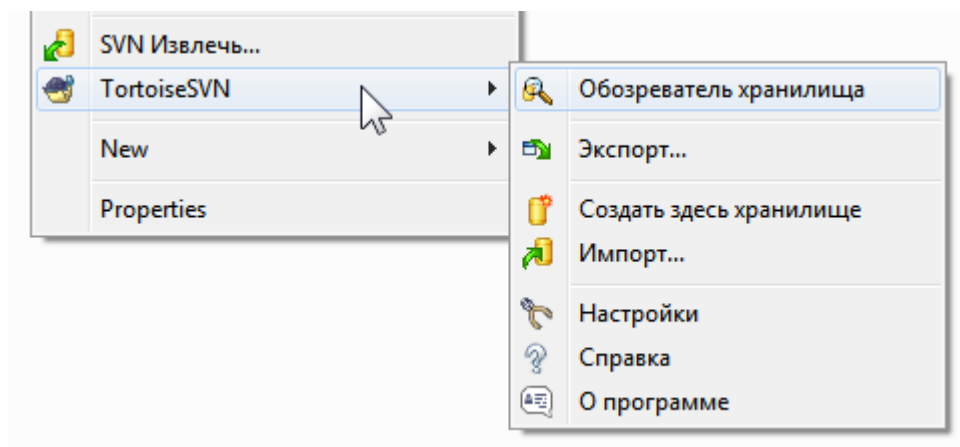 SVN Извлечь...
TortoiseSVN
New
Properties
Обозреватель хранилища
Экспорт...
Создать здесь хранилище
Импорт...
Настройки
Справка
О программе